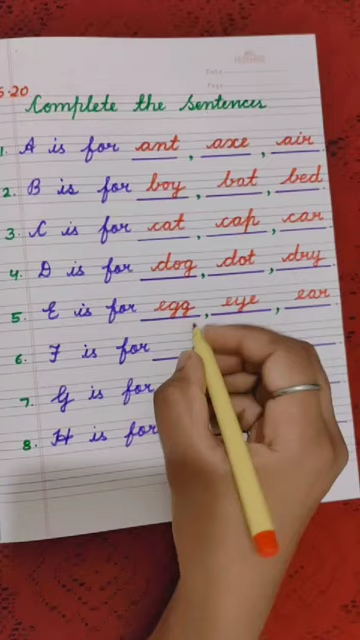 5.20
Complete the Sentences
1. A is for ant, axe, air
2. B is for boy, bat, bed
3. C is for cat, cap, car
4. D is for dog, dot, dry
5. E is for egg, eye, ear
6. F is for
7. G is for
8. H is for